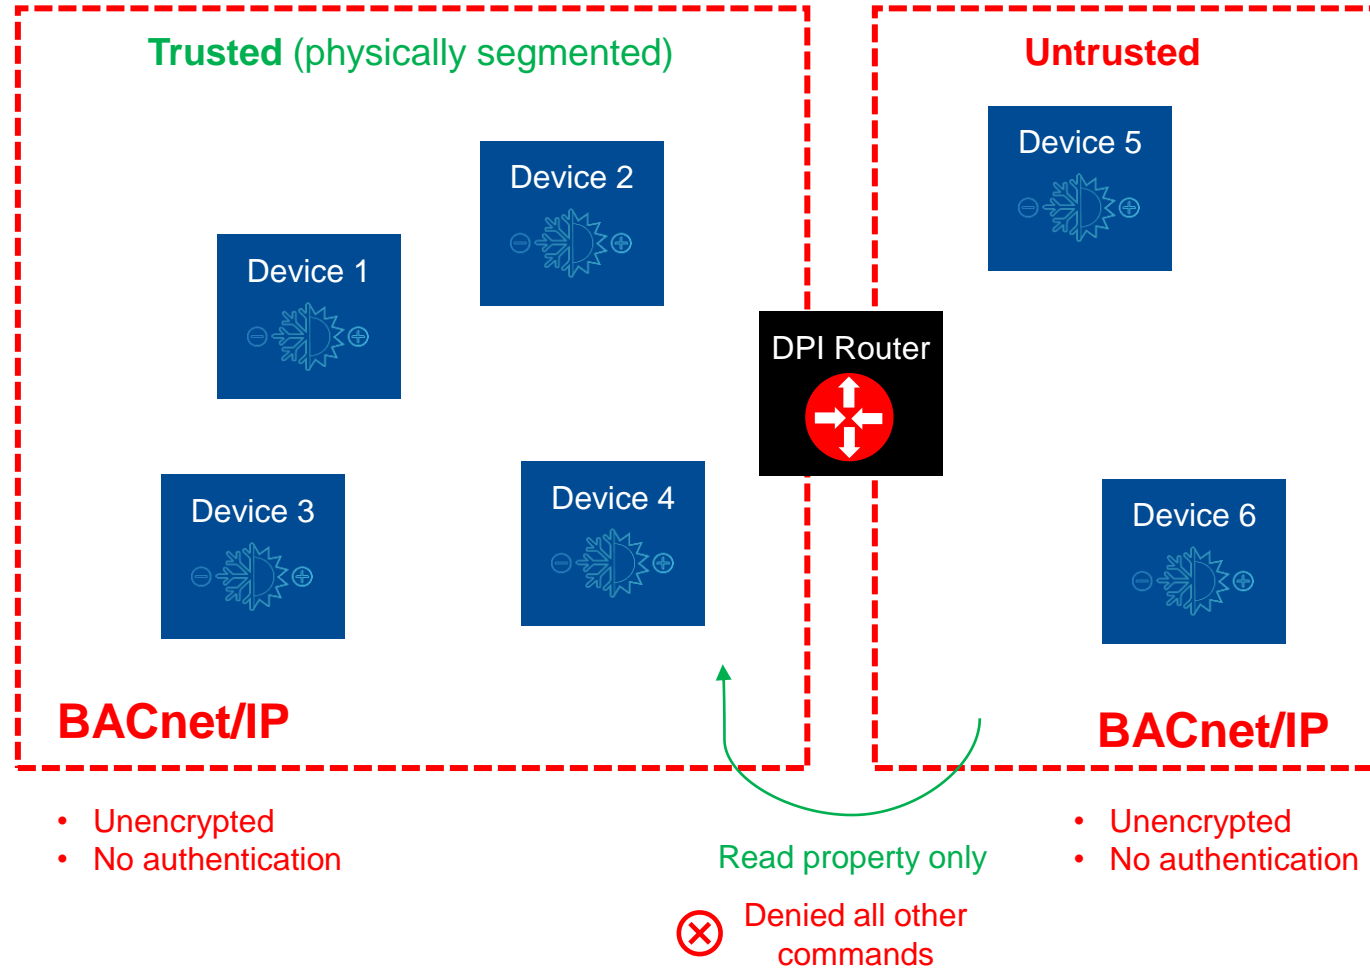 Trusted (physically segmented)
Untrusted
Device 5
Device 2
Device 1
DPI Router
Device 4
Device 3
Device 6
BACnet/IP
BACnet/IP
• Unencrypted
• No authentication
• Unencrypted
• No authentication
Read property only
Denied all other
commands